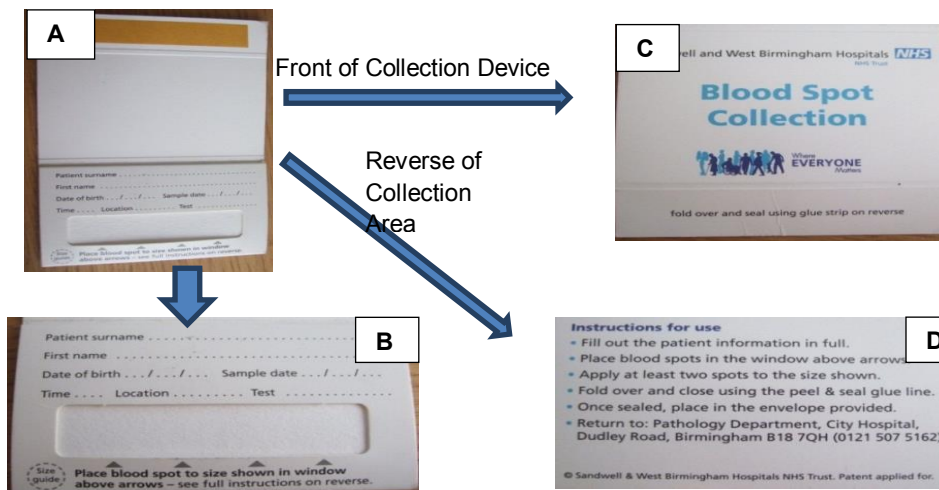 A
Patient surname
First name
Date of birth . . . / . . . / . . . Sample date . . . / . . . / . . .
Time . . . . Location Test
Size guide
Place blood spot to size shown in window
above arrows – see full instructions on reverse.
Front of Collection Device
Reverse of
Collection
Area
C
ell and West Birmingham Hospitals NHS
NHS Trust
Blood Spot
Collection
Where
EVERYONE
Matters
fold over and seal using glue strip on reverse
B
Patient surname
First name
Date of birth . . . / . . . / . . . Sample date . . . / . . . / . . .
Time . . . . Location Test
Size
guide
Place blood spot to size shown in window
above arrows – see full instructions on reverse.
D
Instructions for use
• Fill out the patient information in full.
• Place blood spots in the window above arrows
• Apply at least two spots to the size shown.
• Fold over and close using the peel & seal glue line.
• Once sealed, place in the envelope provided.
• Return to: Pathology Department, City Hospital,
Dudley Road, Birmingham B18 7QH (0121 507 5162)
© Sandwell & West Birmingham Hospitals NHS Trust. Patent applied for.